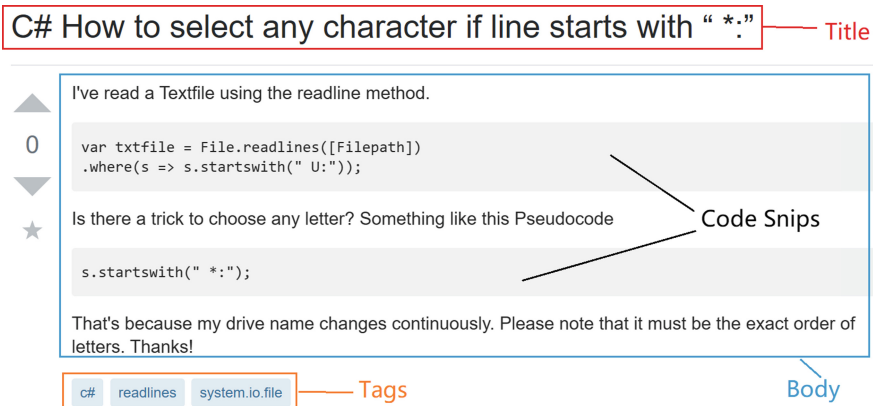 C# How to select any character if line starts with “ *:”
Title
I've read a Textfile using the readline method.
0
var txtfile = File.readlines([Filepath])
.where(s => s.startswith(" U:"));
Is there a trick to choose any letter? Something like this Pseudocode
Code Snips
s.startswith(" *:");
That's because my drive name changes continuously. Please note that it must be the exact order of
letters. Thanks!
c# readlines system.io.file
Tags
Body